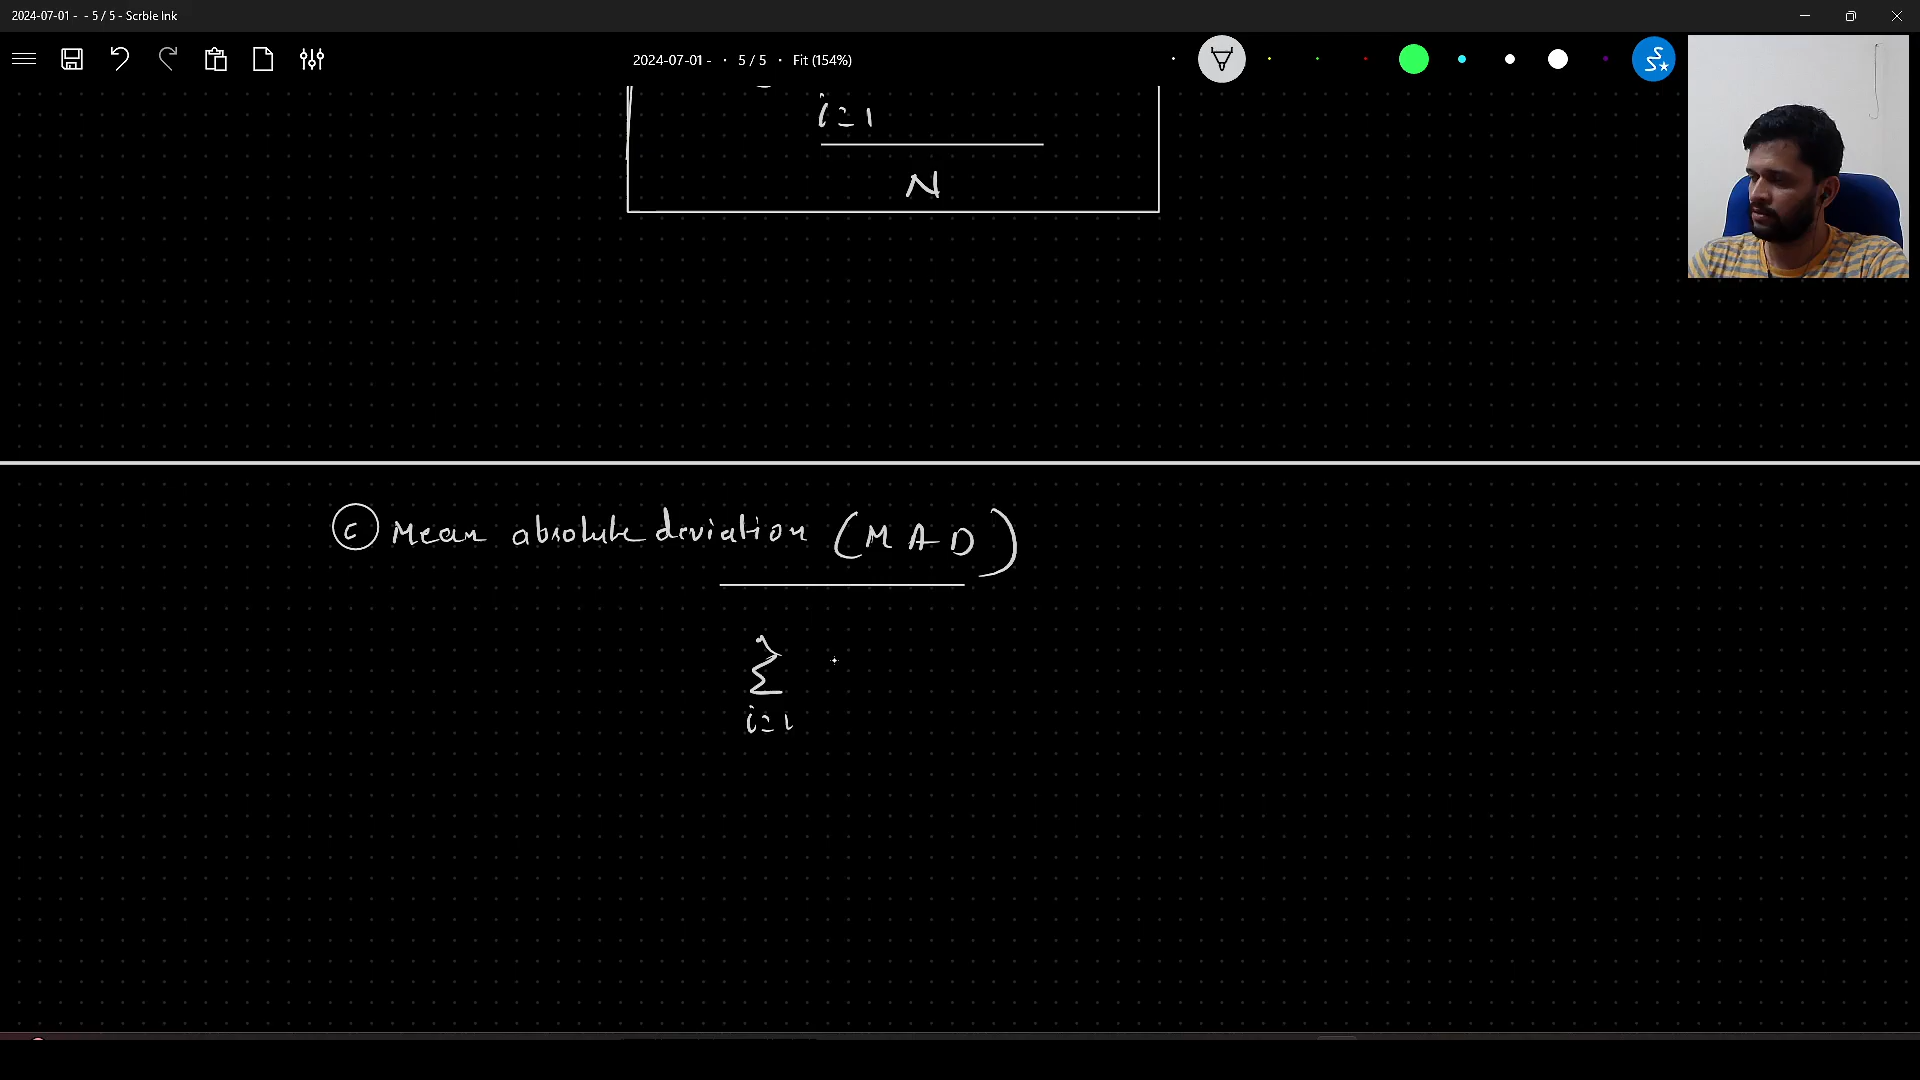 2024-07-01 - - 5 / 5 - Scrble Ink
2024-07-01 - • 5 / 5 • Fit (154%)
i=1
N
(c) Mean absolute deviation (MAD)
Σ
i=1